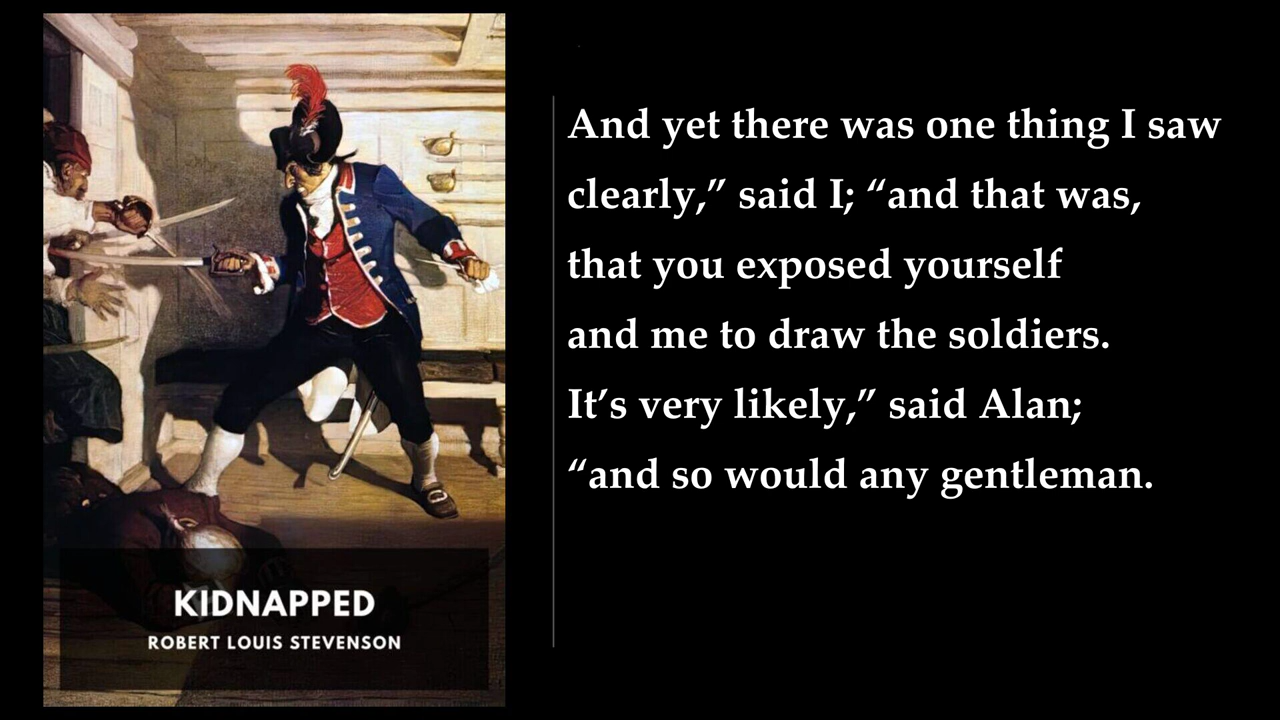 KIDNAPPED
ROBERT LOUIS STEVENSON
And yet there was one thing I saw
clearly,” said I; “and that was,
that you exposed yourself
and me to draw the soldiers.
It’s very likely,” said Alan;
“and so would any gentleman.